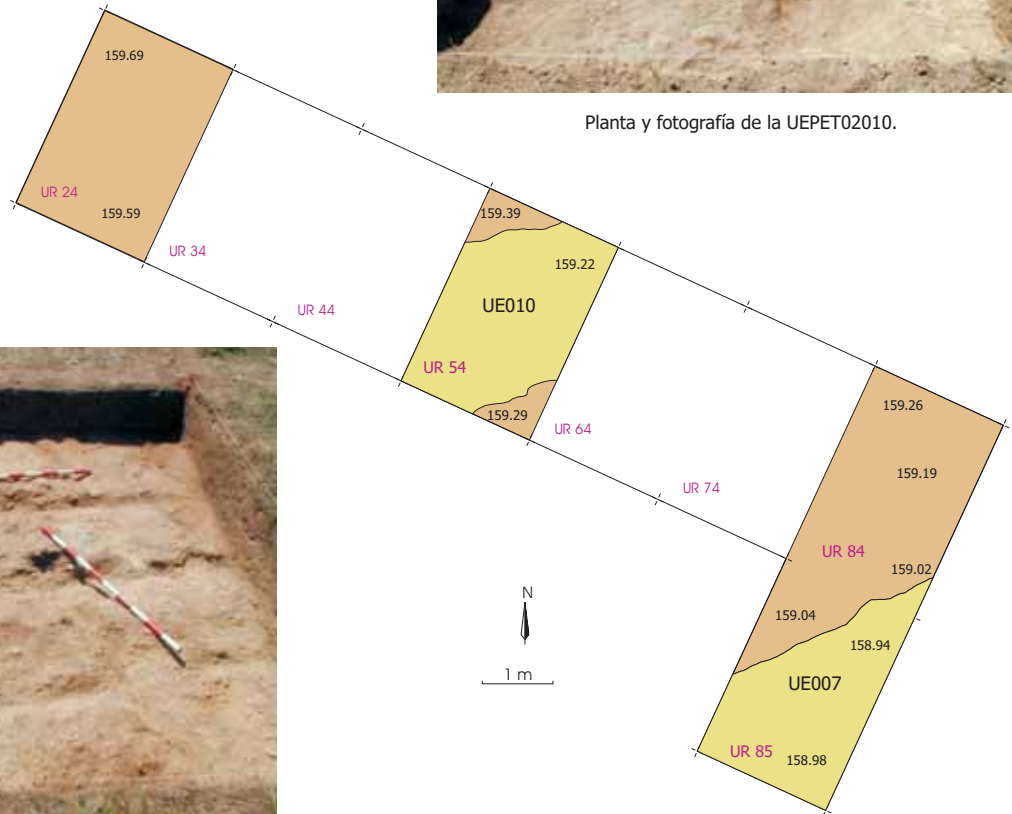 159.69
Planta y fotografía de la UEPET02010.
UR 24
159.59
159.39
UR 34
159.22
UE010
UR 44
UR 54
159.29
159.26
UR 64
159.19
UR 74
UR 84
159.02
N
159.04
158.94
1 m
UE007
UR 85
158.98